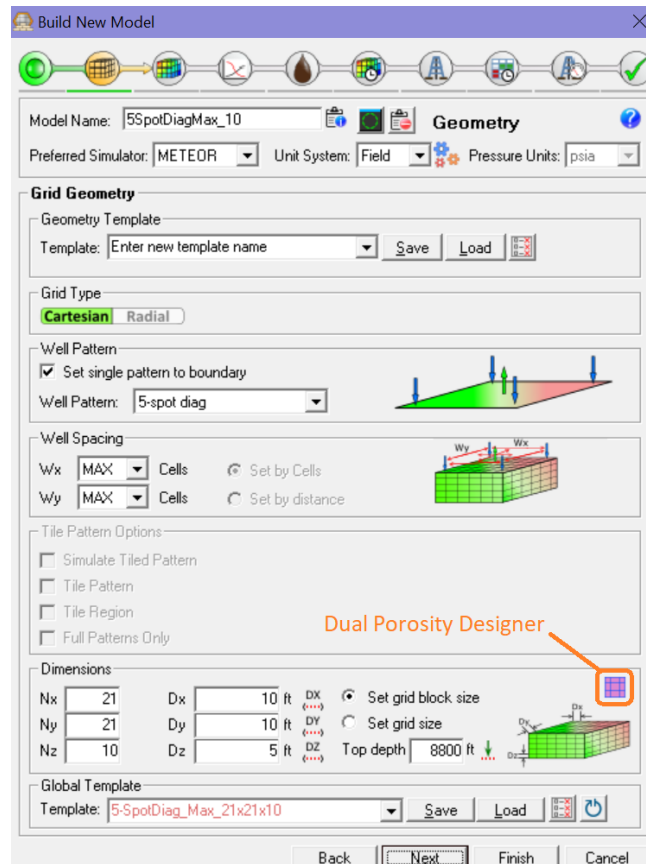 Build New Model
Model Name: 5SpotDiagMax_10 Geometry
Preferred Simulator: METEOR Unit System: Field Pressure Units: psia
Grid Geometry
Geometry Template
Template: Enter new template name Save Load
Grid Type
Cartesian Radial
Well Pattern
Set single pattern to boundary
Well Pattern: 5-spot diag
Well Spacing
Wx MAX Cells Set by Cells
Wy MAX Cells Set by distance
Wy Wx
Tile Pattern Options
Simulate Tiled Pattern
Tile Pattern
Tile Region
Full Patterns Only
Dual Porosity Designer
Dimensions
Nx 21 Dx 10 ft DX Set grid block size
Ny 21 Dy 10 ft DY Set grid size
Nz 10 Dz 5 ft DZ Top depth 8800 ft
Dx
Dy
Dz
Global Template
Template: 5-SpotDiag_Max_21x21x10 Save Load
Back Next Finish Cancel